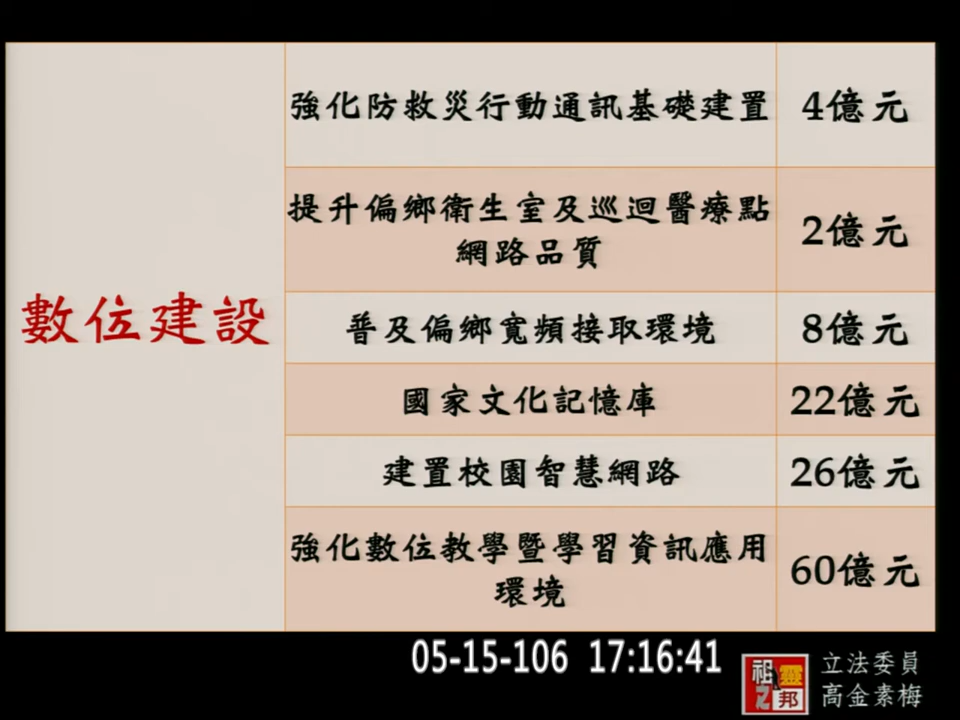 強化防救災行動通訊基礎建置 4億元
提升偏鄉衛生室及巡迴醫療點
網路品質
2億元
數位建設
普及偏鄉寬頻接取環境 8億元
國家文化記憶庫 22億元
建置校園智慧網路 26億元
強化數位教學暨學習資訊應用
環境
60億元
05-15-106 17:16:41
祖靈
之邦
立法委員
高金素梅